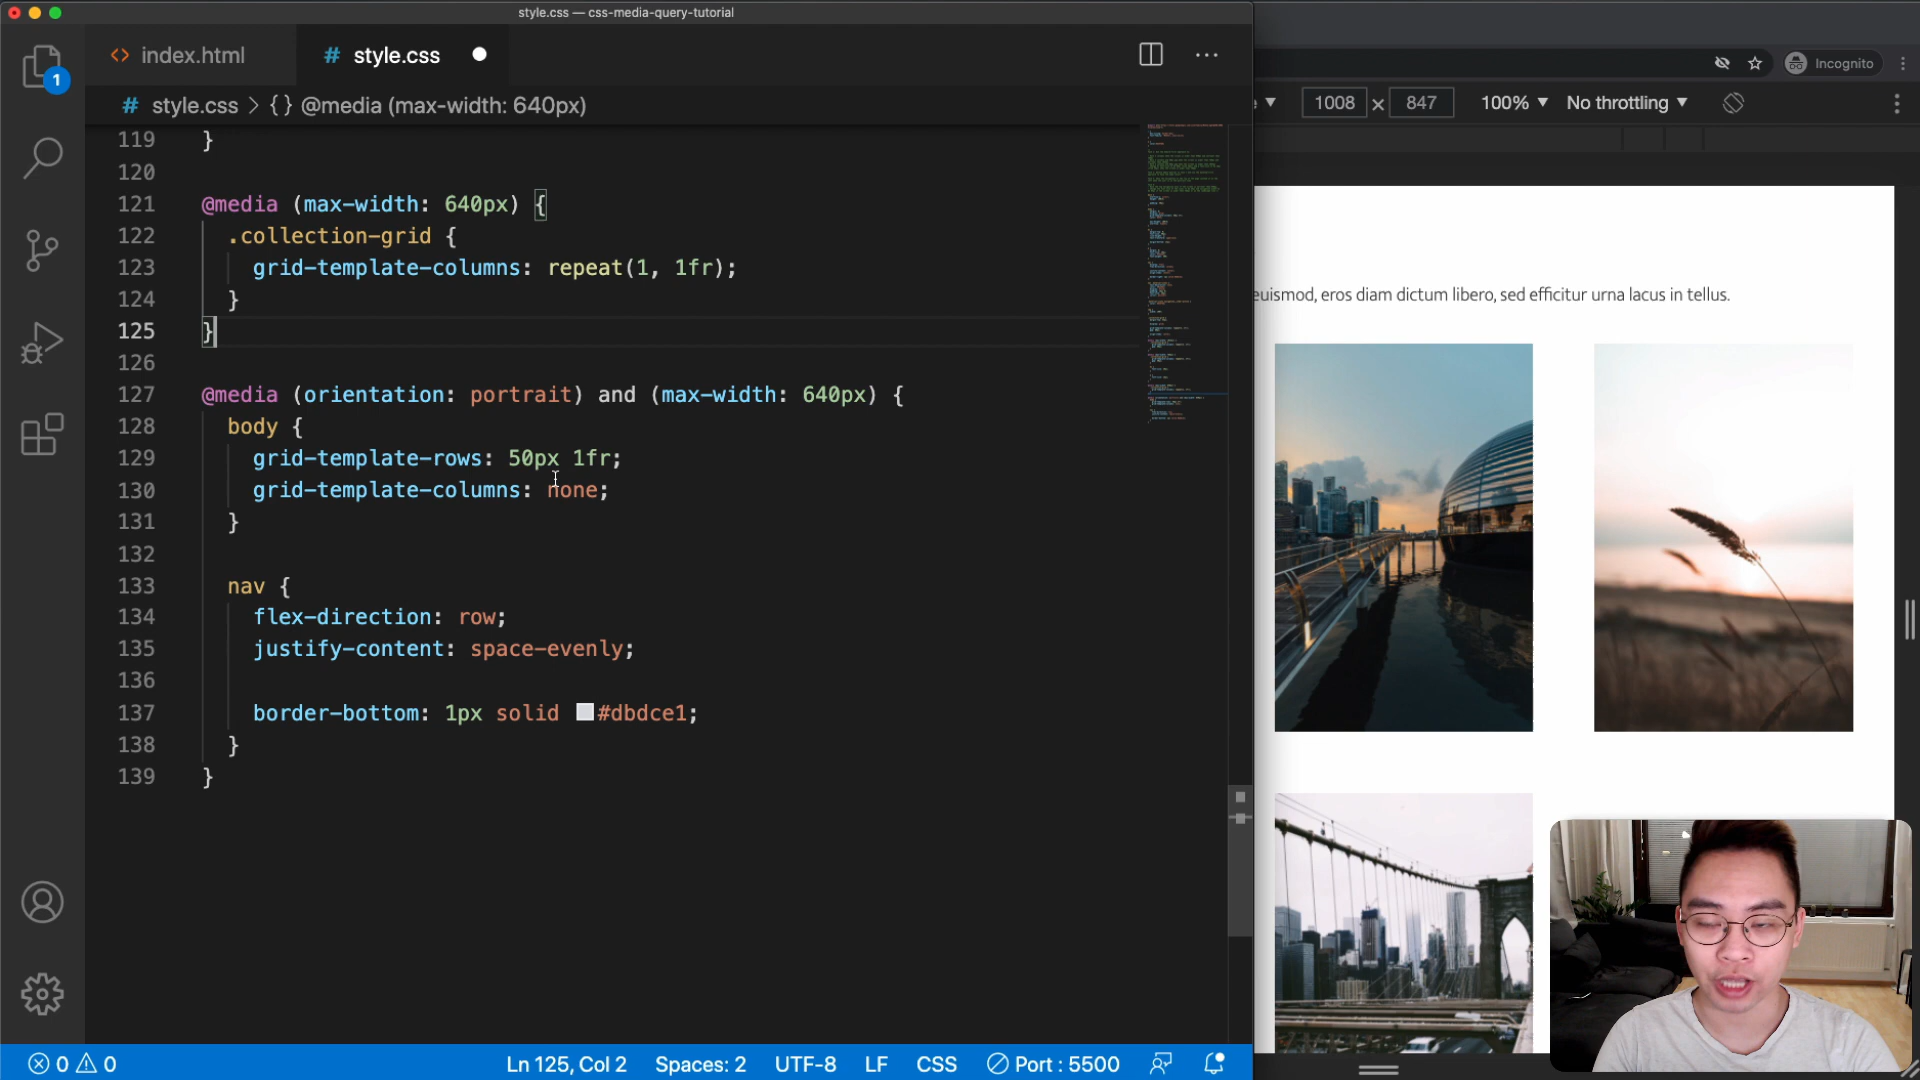 style.css — css-media-query-tutorial
index.html
# style.css
1
# style.css > {} @media (max-width: 640px)
119 }
120
121 @media (max-width: 640px) {
122 .collection-grid {
123 grid-template-columns: repeat(1, 1fr);
124 }
125 }
126
127 @media (orientation: portrait) and (max-width: 640px) {
128 body {
129 grid-template-rows: 50px 1fr;
130 grid-template-columns: none;
131 }
132
133 nav {
134 flex-direction: row;
135 justify-content: space-evenly;
136
137 border-bottom: 1px solid #dbdce1;
138 }
139 }
0 0
Ln 125, Col 2 Spaces: 2 UTF-8 LF CSS Port : 5500
Incognito
1008 × 847 100% No throttling
euismod, eros diam dictum libero, sed efficitur urna lacus in tellus.